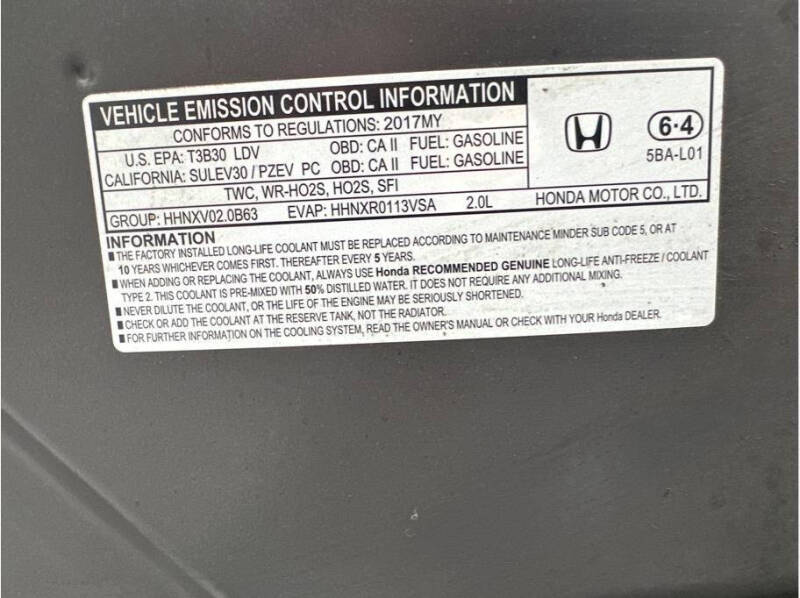 VEHICLE EMISSION CONTROL INFORMATION
CONFORMS TO REGULATIONS: 2017MY
U.S. EPA: T3B30 LDV OBD: CA II FUEL: GASOLINE
CALIFORNIA: SULEV30 / PZEV PC OBD: CA II FUEL: GASOLINE
TWC, WR-HO2S, HO2S, SFI
GROUP: HHNXV02.0B63 EVAP: HHNXR0113VSA 2.0L
6·4
5BA-L01
HONDA MOTOR CO., LTD.
INFORMATION
■ THE FACTORY INSTALLED LONG-LIFE COOLANT MUST BE REPLACED ACCORDING TO MAINTENANCE MINDER SUB CODE 5, OR AT
10 YEARS WHICHEVER COMES FIRST. THEREAFTER EVERY 5 YEARS.
■ WHEN ADDING OR REPLACING THE COOLANT, ALWAYS USE Honda RECOMMENDED GENUINE LONG-LIFE ANTI-FREEZE / COOLANT
TYPE 2. THIS COOLANT IS PRE-MIXED WITH 50% DISTILLED WATER. IT DOES NOT REQUIRE ANY ADDITIONAL MIXING.
■ NEVER DILUTE THE COOLANT, OR THE LIFE OF THE ENGINE MAY BE SERIOUSLY SHORTENED.
■ CHECK OR ADD THE COOLANT AT THE RESERVE TANK, NOT THE RADIATOR.
■ FOR FURTHER INFORMATION ON THE COOLING SYSTEM, READ THE OWNER'S MANUAL OR CHECK WITH YOUR Honda DEALER.